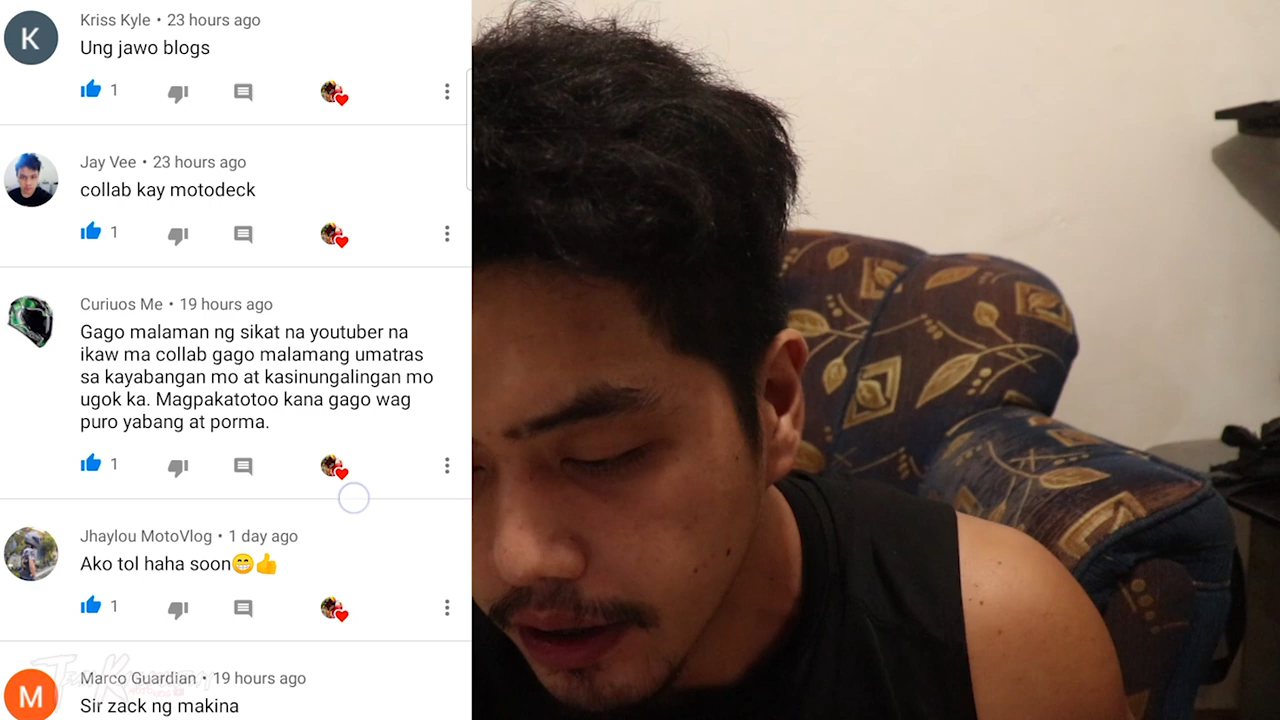 Kriss Kyle • 23 hours ago
K
Ung jawo blogs
1
Jay Vee • 23 hours ago
collab kay motodeck
1
Curiuos Me • 19 hours ago
Gago malaman ng sikat na youtuber na
ikaw ma collab gago malamang umatras
sa kayabangan mo at kasinungalingan mo
ugok ka. Magpakatotoo kana gago wag
puro yabang at porma.
1
Jhaylou MotoVlog • 1 day ago
Ako tol haha soon😁👍
1
Marco Guardian • 19 hours ago
M
Sir zack ng makina